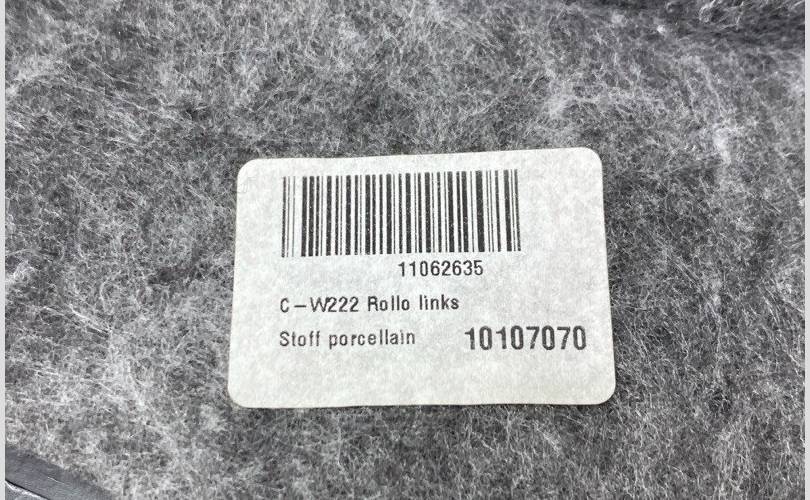 11062635
C-W222 Rollo links
Stoff porcellain 10107070